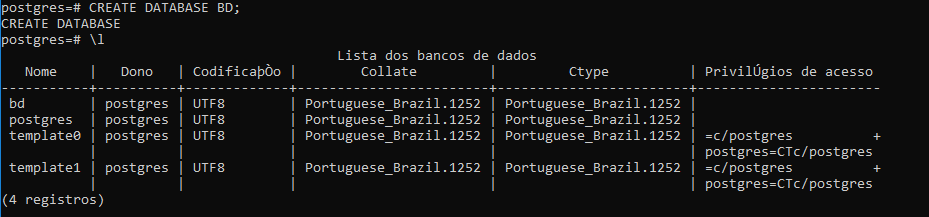 postgres=# CREATE DATABASE BD;
CREATE DATABASE
postgres=# \l
                                          Lista dos bancos de dados
   Nome    |   Dono   | CodificaþÒo |         Collate         |          Ctype          | PrivilÚgios de acesso
-----------+----------+-------------+-------------------------+-------------------------+-----------------------
 bd        | postgres | UTF8        | Portuguese_Brazil.1252 | Portuguese_Brazil.1252 |
 postgres  | postgres | UTF8        | Portuguese_Brazil.1252 | Portuguese_Brazil.1252 |
 template0 | postgres | UTF8        | Portuguese_Brazil.1252 | Portuguese_Brazil.1252 | =c/postgres          +
           |          |             |                        |                        | postgres=CTc/postgres
 template1 | postgres | UTF8        | Portuguese_Brazil.1252 | Portuguese_Brazil.1252 | =c/postgres          +
           |          |             |                        |                        | postgres=CTc/postgres
(4 registros)